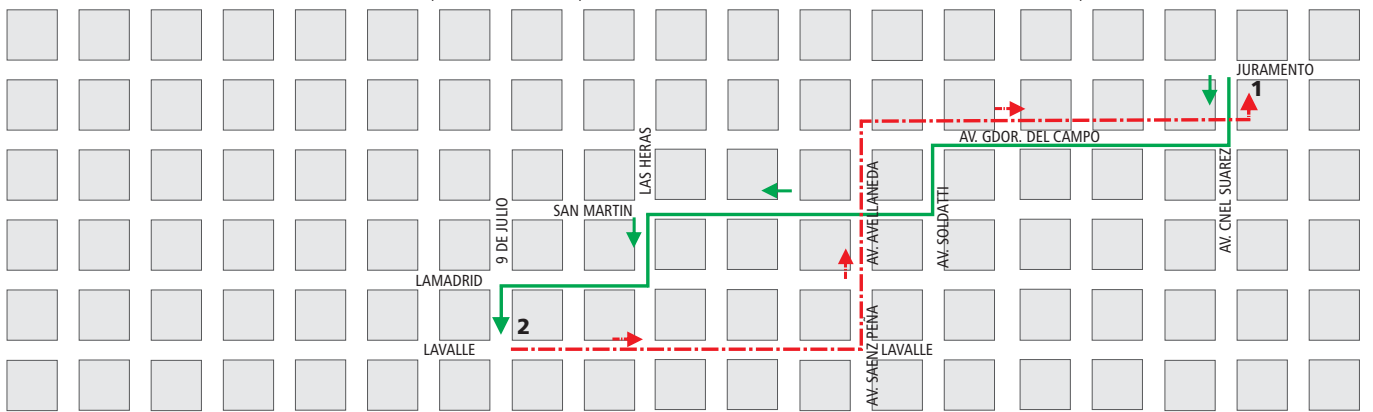 JURAMENTO
1
AV. GDOR. DEL CAMPO
LAS HERAS
AV. AVELLANEDA
AV. SOLDATTI
AV. CNEL SUAREZ
9 DE JULIO
SAN MARTIN
LAMADRID
2
LAVALLE
AV. SAENZ PEÑA
LAVALLE